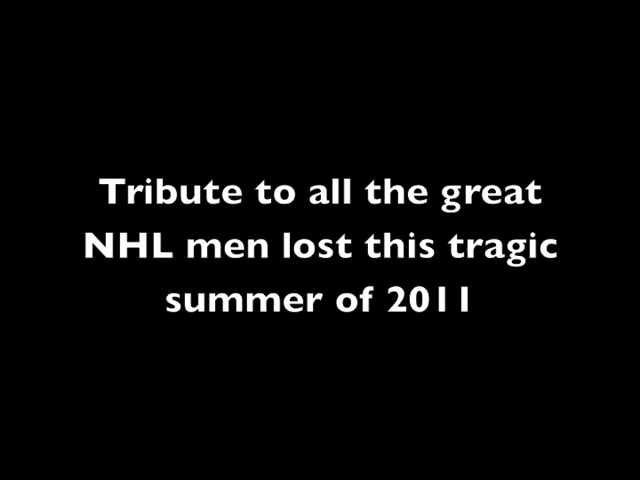 Tribute to all the great
NHL men lost this tragic
summer of 2011